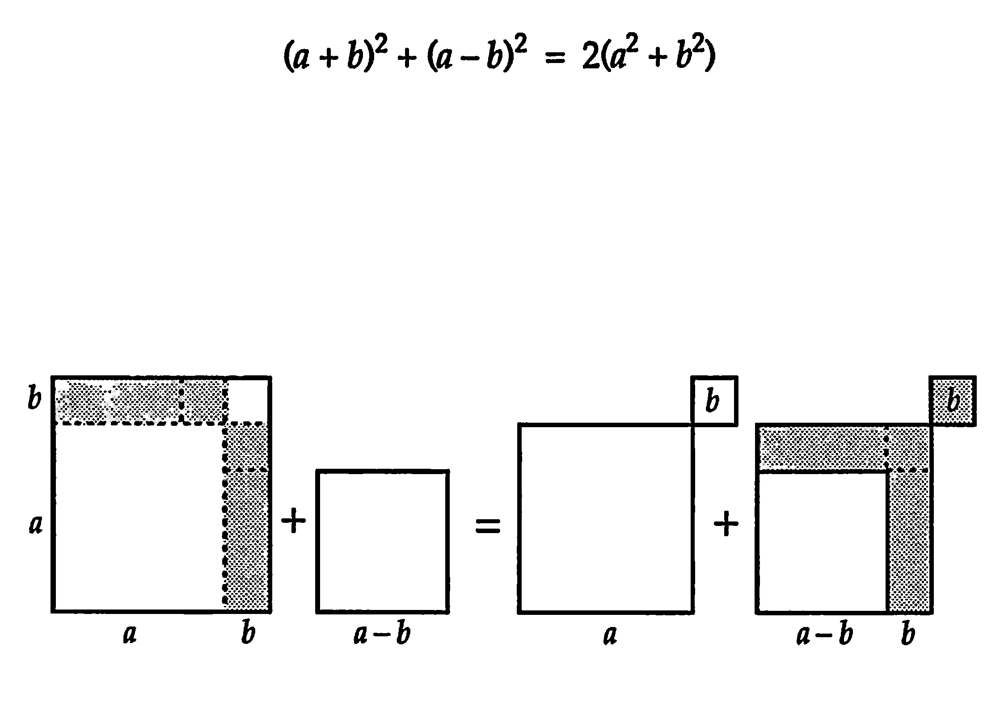 (a + b)² + (a – b)² = 2(a² + b²)
b
a
a b
+
a – b
=
b
a
+
b
a – b b